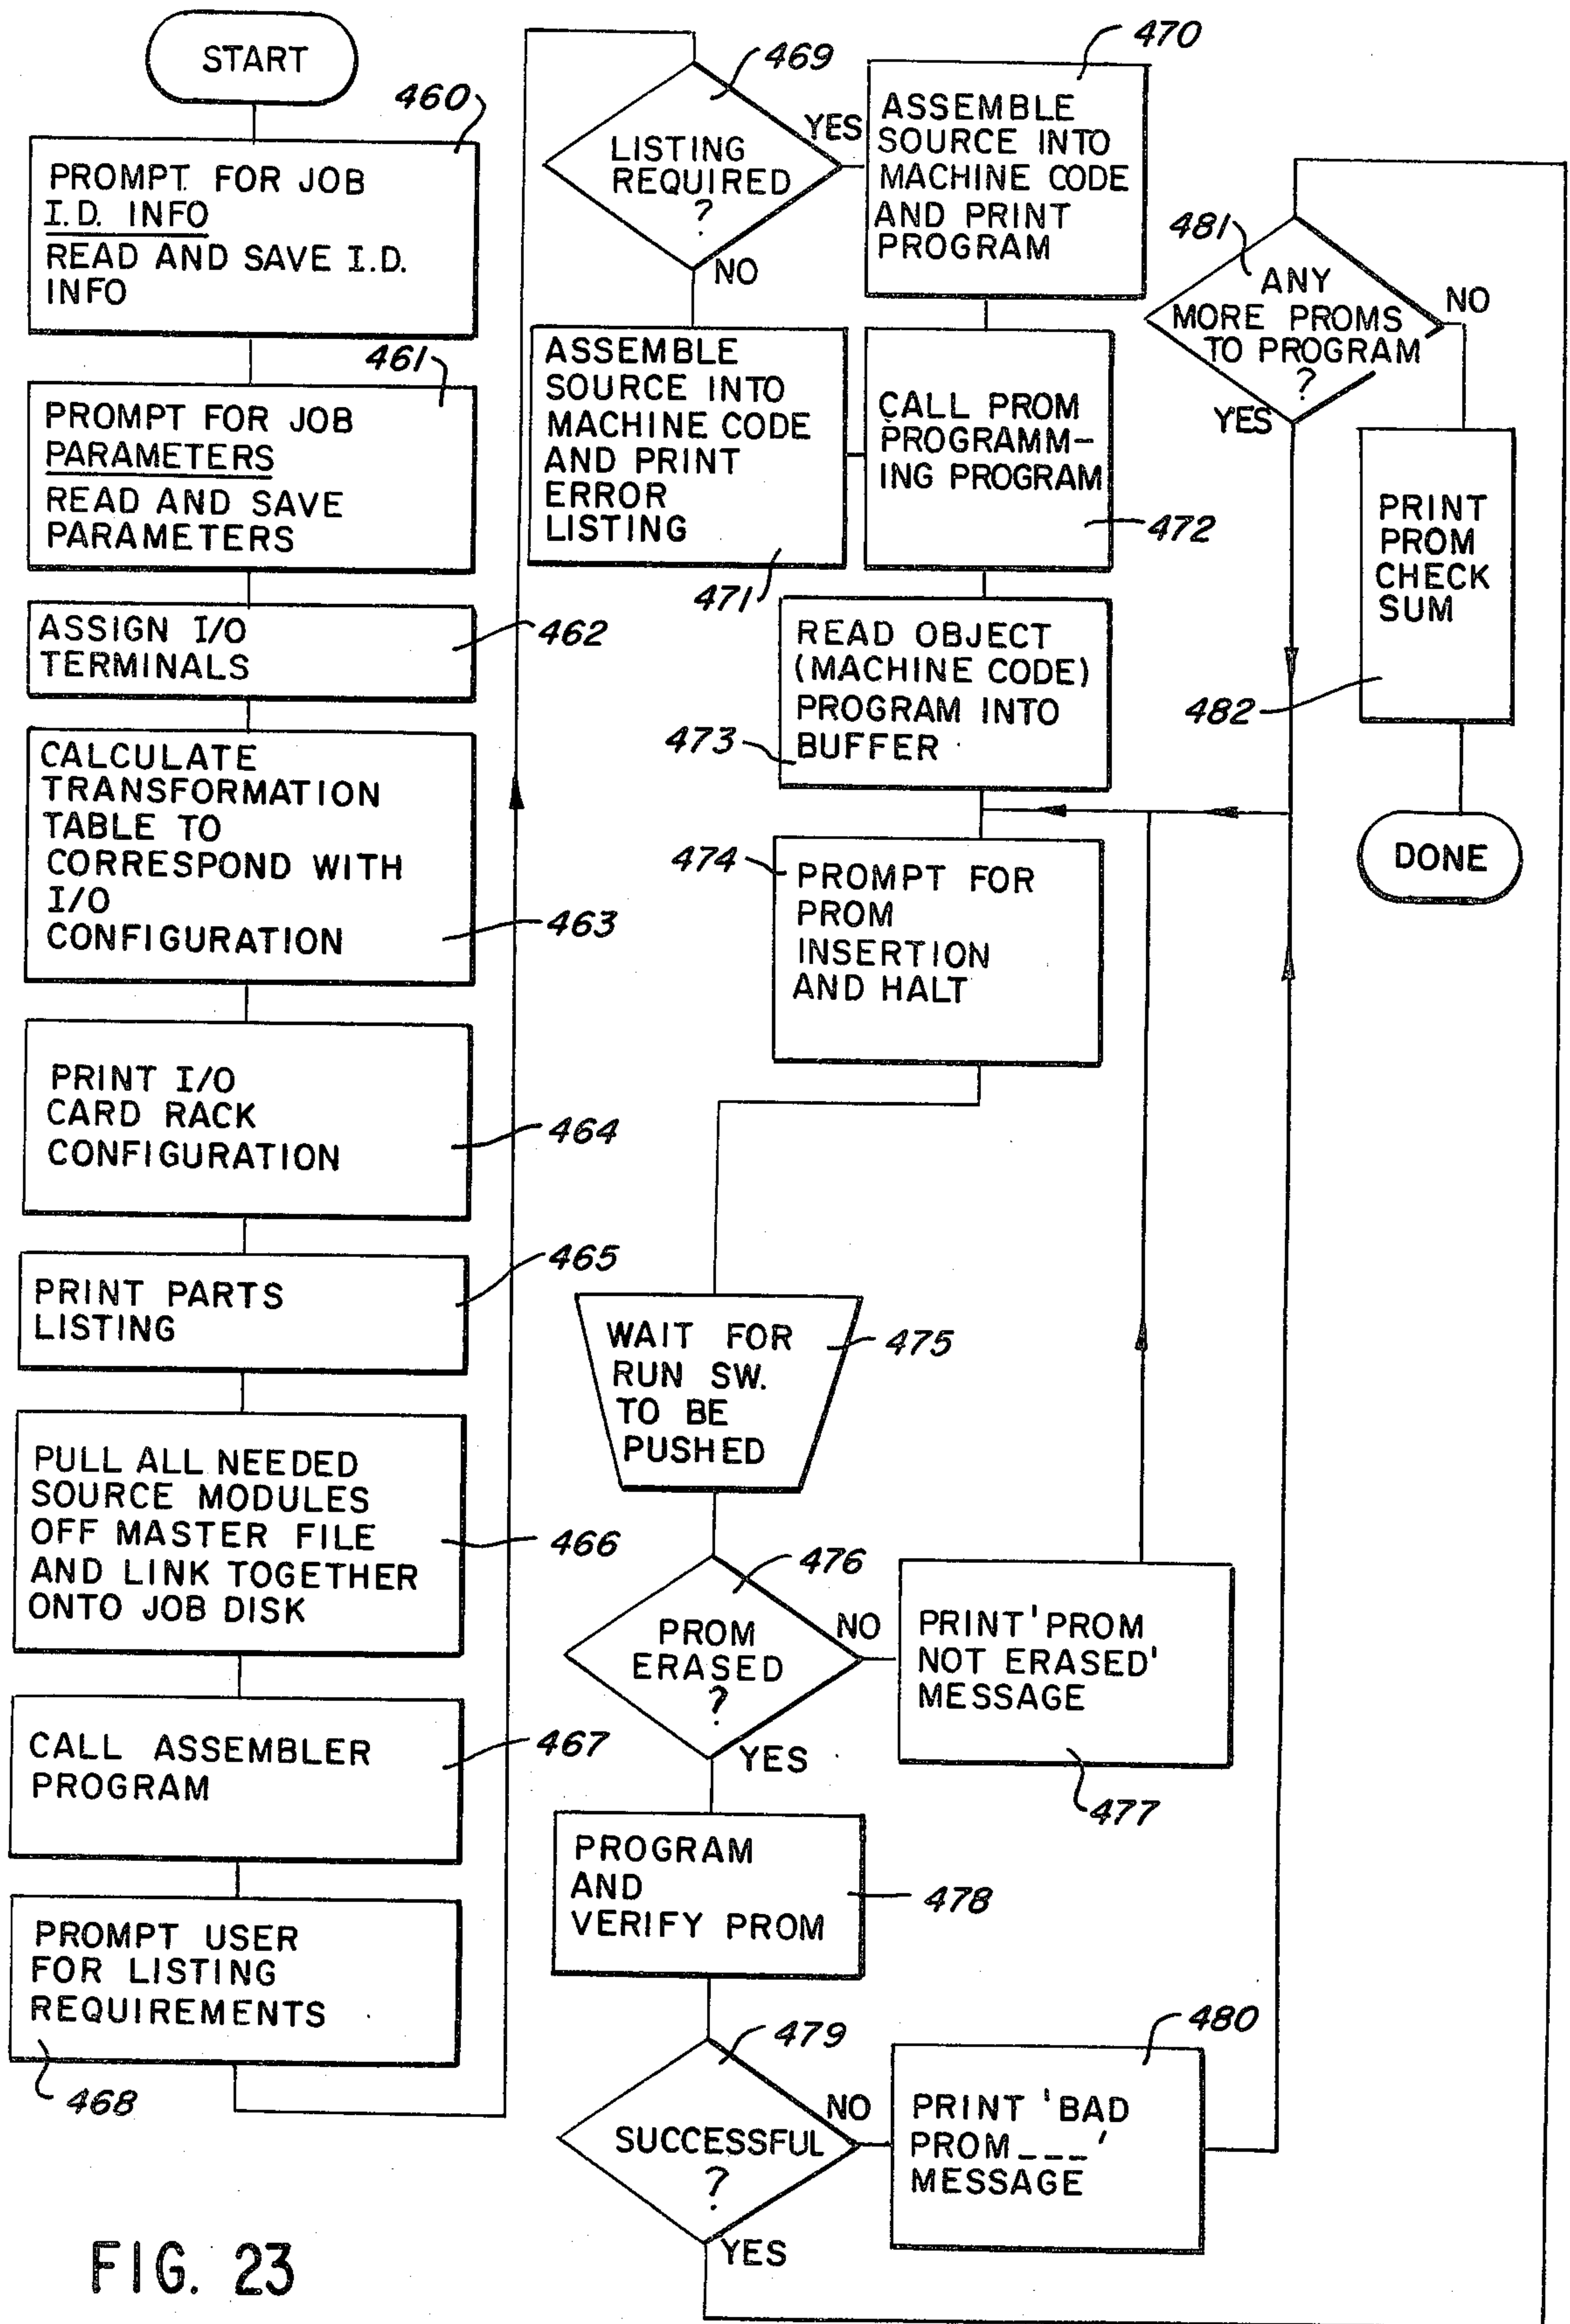 START
460
PROMPT FOR JOB
I.D. INFO
READ AND SAVE I.D.
INFO
461
PROMPT FOR JOB
PARAMETERS
READ AND SAVE
PARAMETERS
ASSIGN I/O
TERMINALS
462
CALCULATE
TRANSFORMATION
TABLE TO
CORRESPOND WITH
I/O
CONFIGURATION
463
PRINT I/O
CARD RACK
CONFIGURATION
464
PRINT PARTS
LISTING
465
PULL ALL NEEDED
SOURCE MODULES
OFF MASTER FILE
AND LINK TOGETHER
ONTO JOB DISK
466
CALL ASSEMBLER
PROGRAM
467
PROMPT USER
FOR LISTING
REQUIREMENTS
468
469
LISTING
REQUIRED
?
YES
NO
470
ASSEMBLE
SOURCE INTO
MACHINE CODE
AND PRINT
PROGRAM
ASSEMBLE
SOURCE INTO
MACHINE CODE
AND PRINT
ERROR
LISTING
471
CALL PROM
PROGRAMM-
ING PROGRAM
472
READ OBJECT
(MACHINE CODE)
PROGRAM INTO
BUFFER
473
474
PROMPT FOR
PROM
INSERTION
AND HALT
WAIT FOR
RUN SW.
TO BE
PUSHED
475
476
PROM
ERASED
?
NO
YES
PRINT 'PROM
NOT ERASED'
MESSAGE
477
PROGRAM
AND
VERIFY PROM
478
479
SUCCESSFUL
?
NO
YES
480
PRINT 'BAD
PROM___'
MESSAGE
481
ANY
MORE PROMS
TO PROGRAM
?
NO
YES
PRINT
PROM
CHECK
SUM
482
DONE
FIG. 23